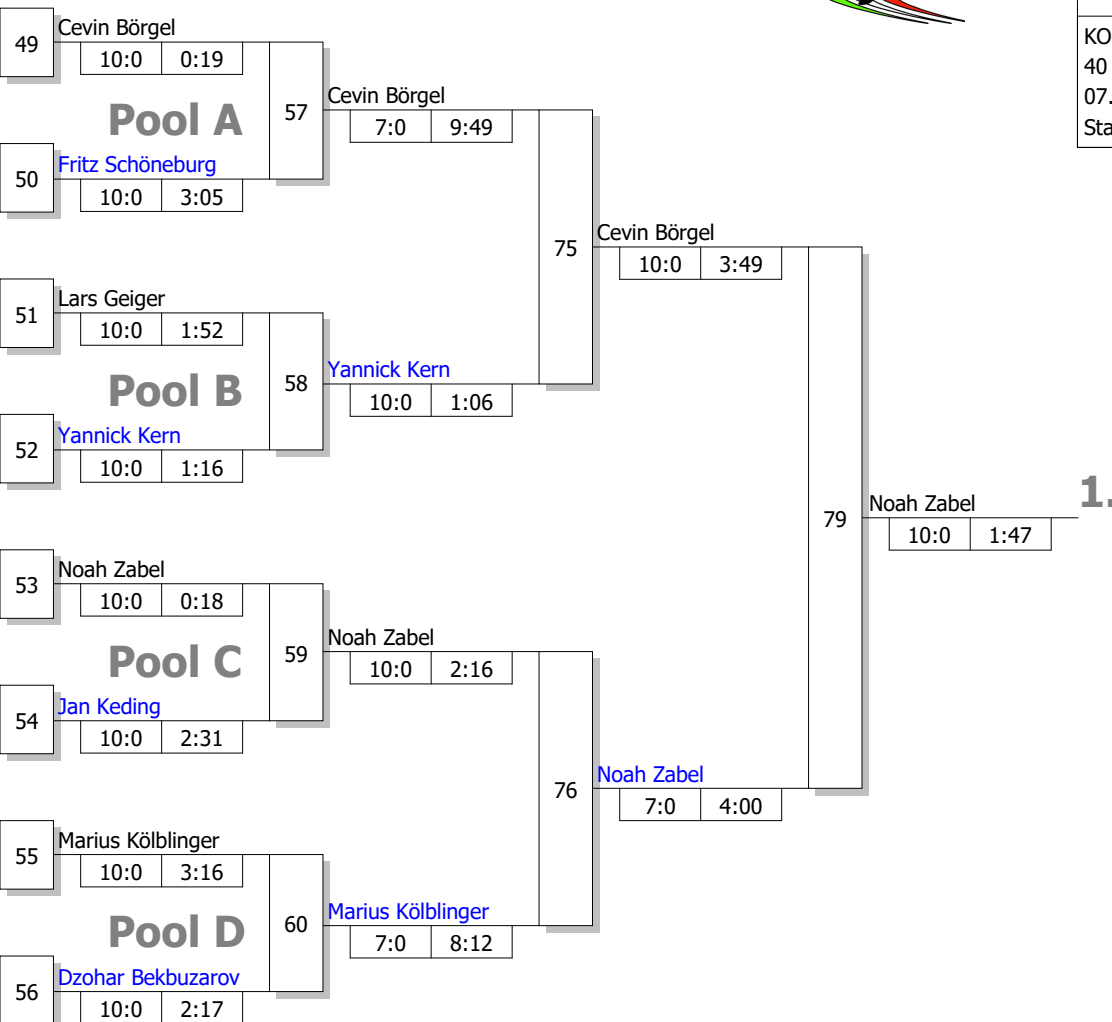 49
Cevin Börgel
10:0 0:19
Pool A
57
Cevin Börgel
7:0 9:49
50
Fritz Schöneburg
10:0 3:05
75
Cevin Börgel
10:0 3:49
51
Lars Geiger
10:0 1:52
Pool B
58
Yannick Kern
10:0 1:06
52
Yannick Kern
10:0 1:16
79
Noah Zabel
10:0 1:47
1.
53
Noah Zabel
10:0 0:18
Pool C
59
Noah Zabel
10:0 2:16
54
Jan Keding
10:0 2:31
76
Noah Zabel
7:0 4:00
55
Marius Kölblinger
10:0 3:16
Pool D
60
Marius Kölblinger
7:0 8:12
56
Dzohar Bekbuzarov
10:0 2:17
KO
40
07.
Sta